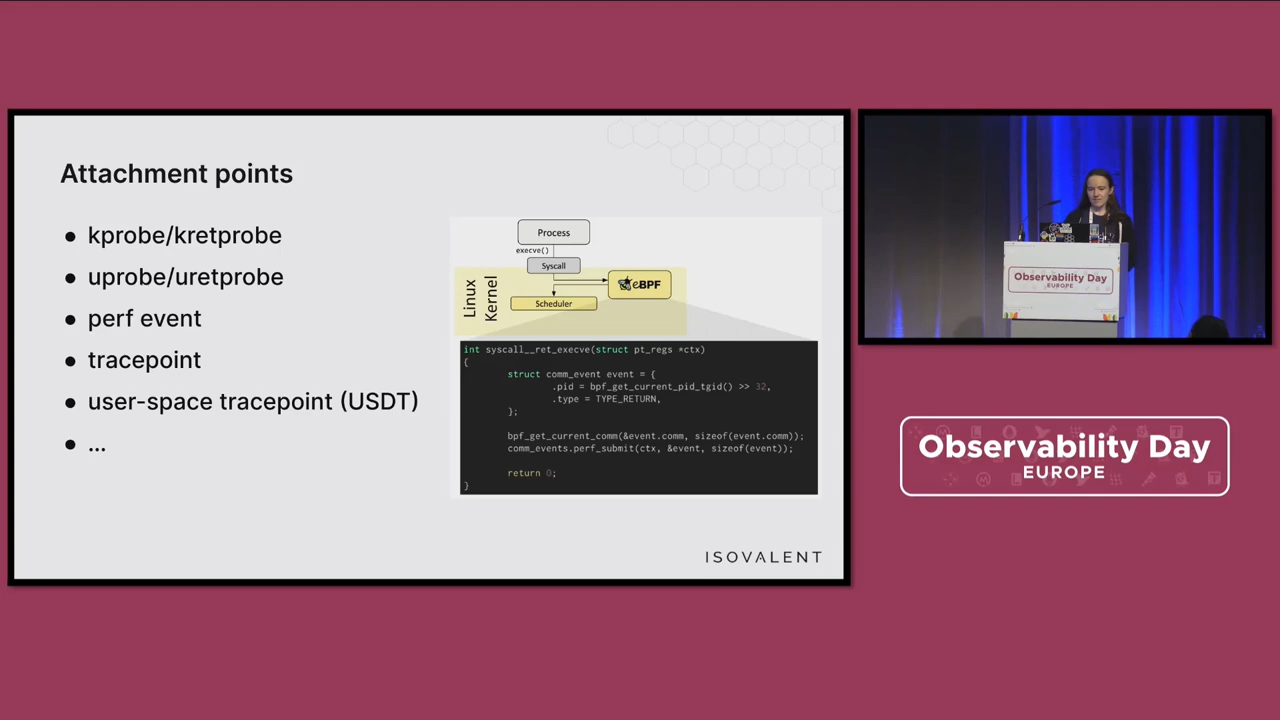 Attachment points
● kprobe/kretprobe
● uprobe/uretprobe
● perf event
● tracepoint
● user-space tracepoint (USDT)
● ...
Process
execve()
Syscall
Linux
Kernel
eBPF
Scheduler
int syscall__ret_execve(struct pt_regs *ctx)
{
struct comm_event event = {
.pid = bpf_get_current_pid_tgid() >> 32,
.type = TYPE_RETURN,
};
bpf_get_current_comm(&event.comm, sizeof(event.comm));
comm_events.perf_submit(ctx, &event, sizeof(event));
return 0;
}
ISOVALENT
Observability Day
EUROPE
Observability Day
EUROPE